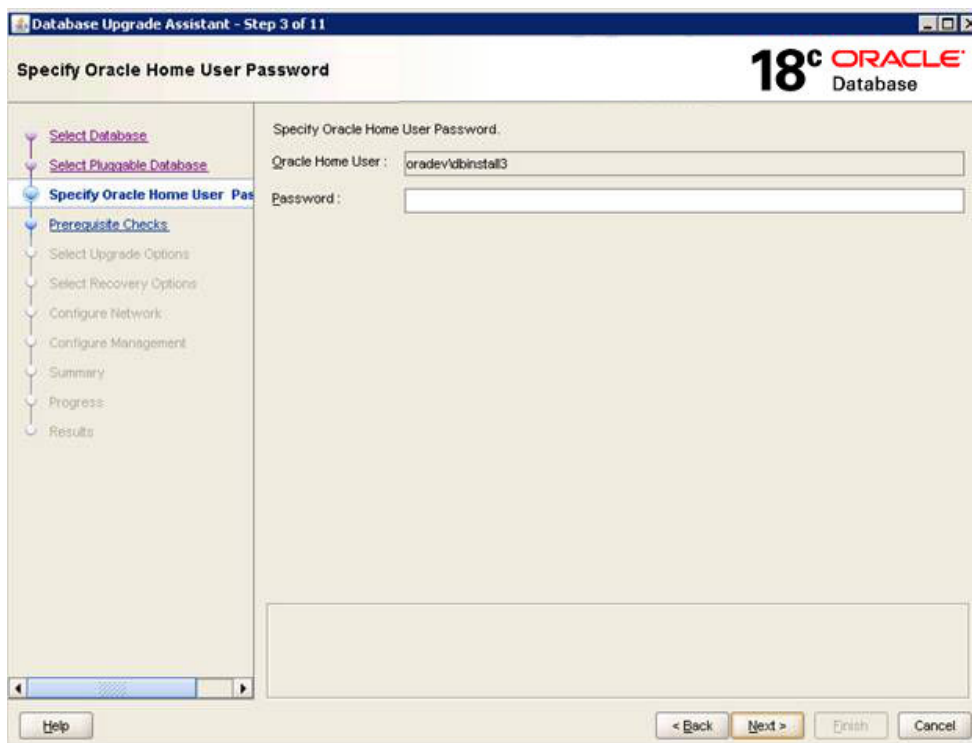 Database Upgrade Assistant - Step 3 of 11
Specify Oracle Home User Password
18c ORACLE
Database
Select Database
Select Pluggable Database
Specify Oracle Home User Pas
Prerequisite Checks
Select Upgrade Options
Select Recovery Options
Configure Network
Configure Management
Summary
Progress
Results
Specify Oracle Home User Password.
Oracle Home User : oradev\dbinstall3
Password :
Help
< Back
Next >
Finish
Cancel